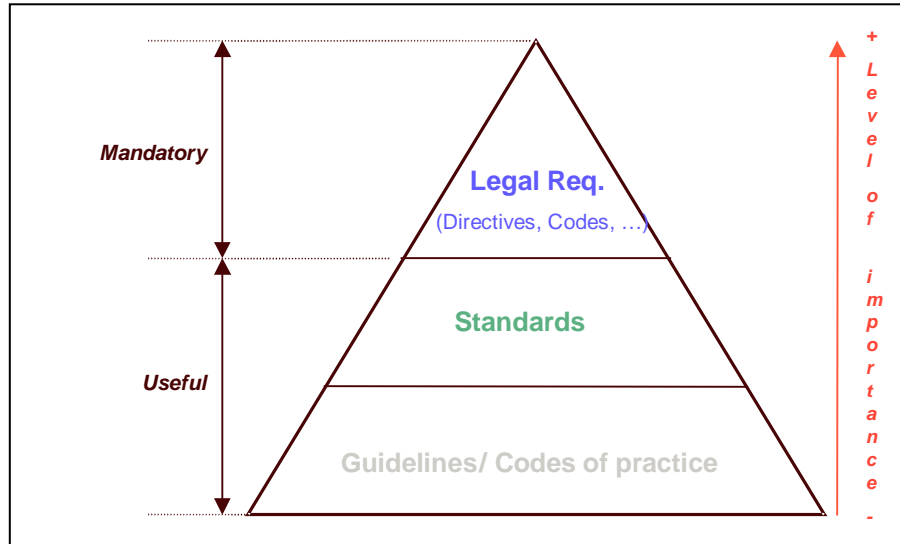 Mandatory
Useful
Legal Req.
(Directives, Codes, …)
Standards
Guidelines/ Codes of practice
+ Level of importance -